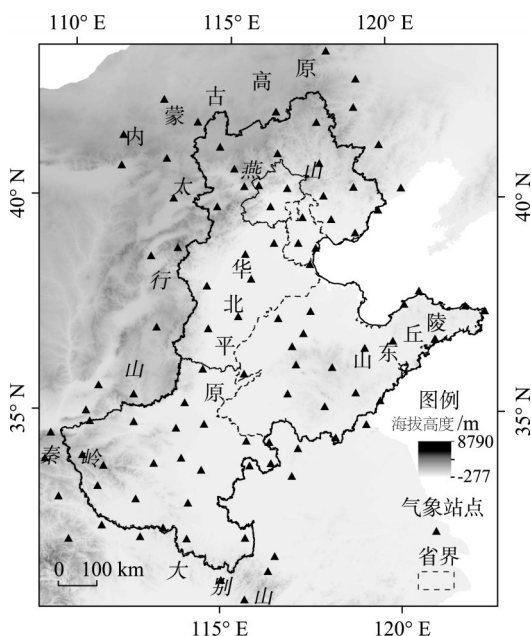 110° E 115° E 120° E
内蒙古高原
燕山
太行山
华北平原
山东丘陵
秦岭
大别山
40° N
35° N
40° N
35° N
图例
海拔高度/m
8790
-277
气象站点
省界
0 100 km
115° E 120° E